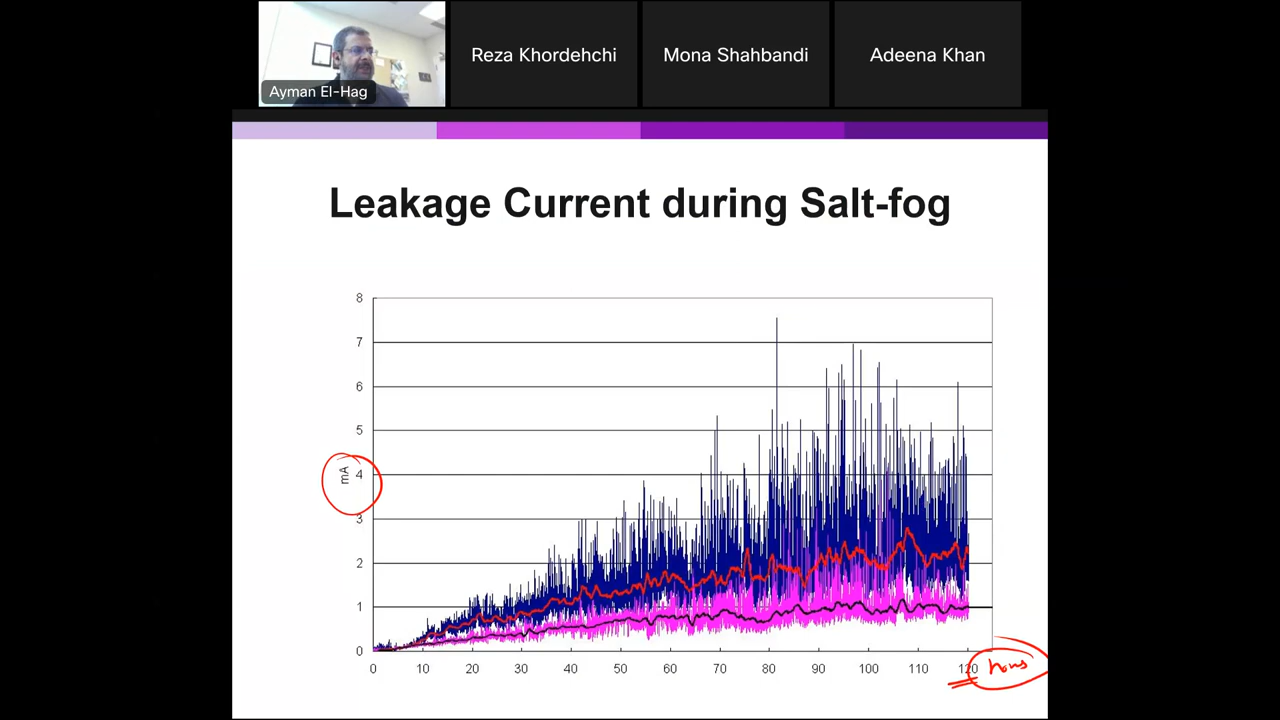 Reza Khordehchi
Mona Shahbandi
Adeena Khan
Ayman El-Hag
Leakage Current during Salt-fog
8
7
6
5
mA
4
3
2
1
0
0 10 20 30 40 50 60 70 80 90 100 110 120
hours